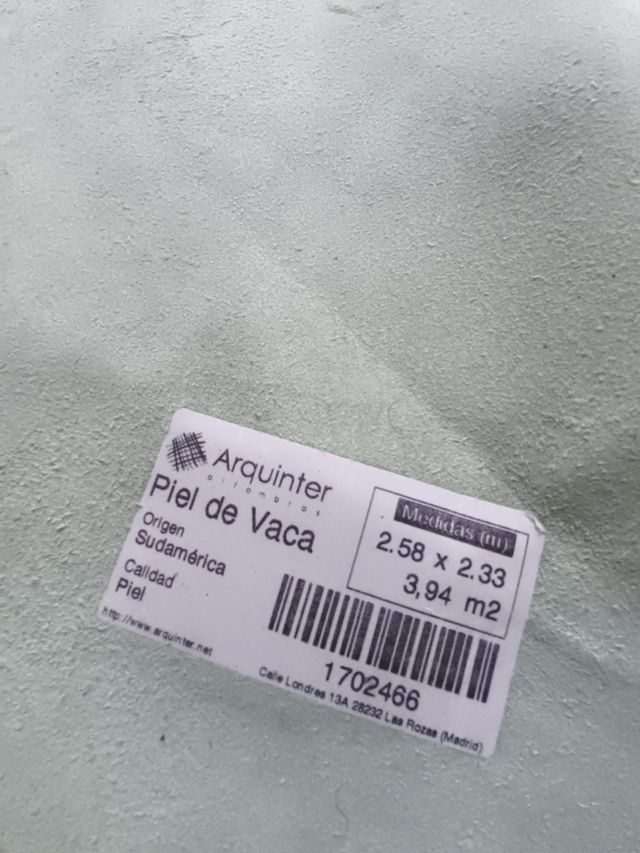 Arquinter
alfombras
Piel de Vaca
Origen
Sudamérica
Calidad
Piel
http://www.arquinter.net
Medidas (m)
2.58 x 2.33
3,94 m2
1702466
Calle Londres 13A 28232 Las Rozas (Madrid)